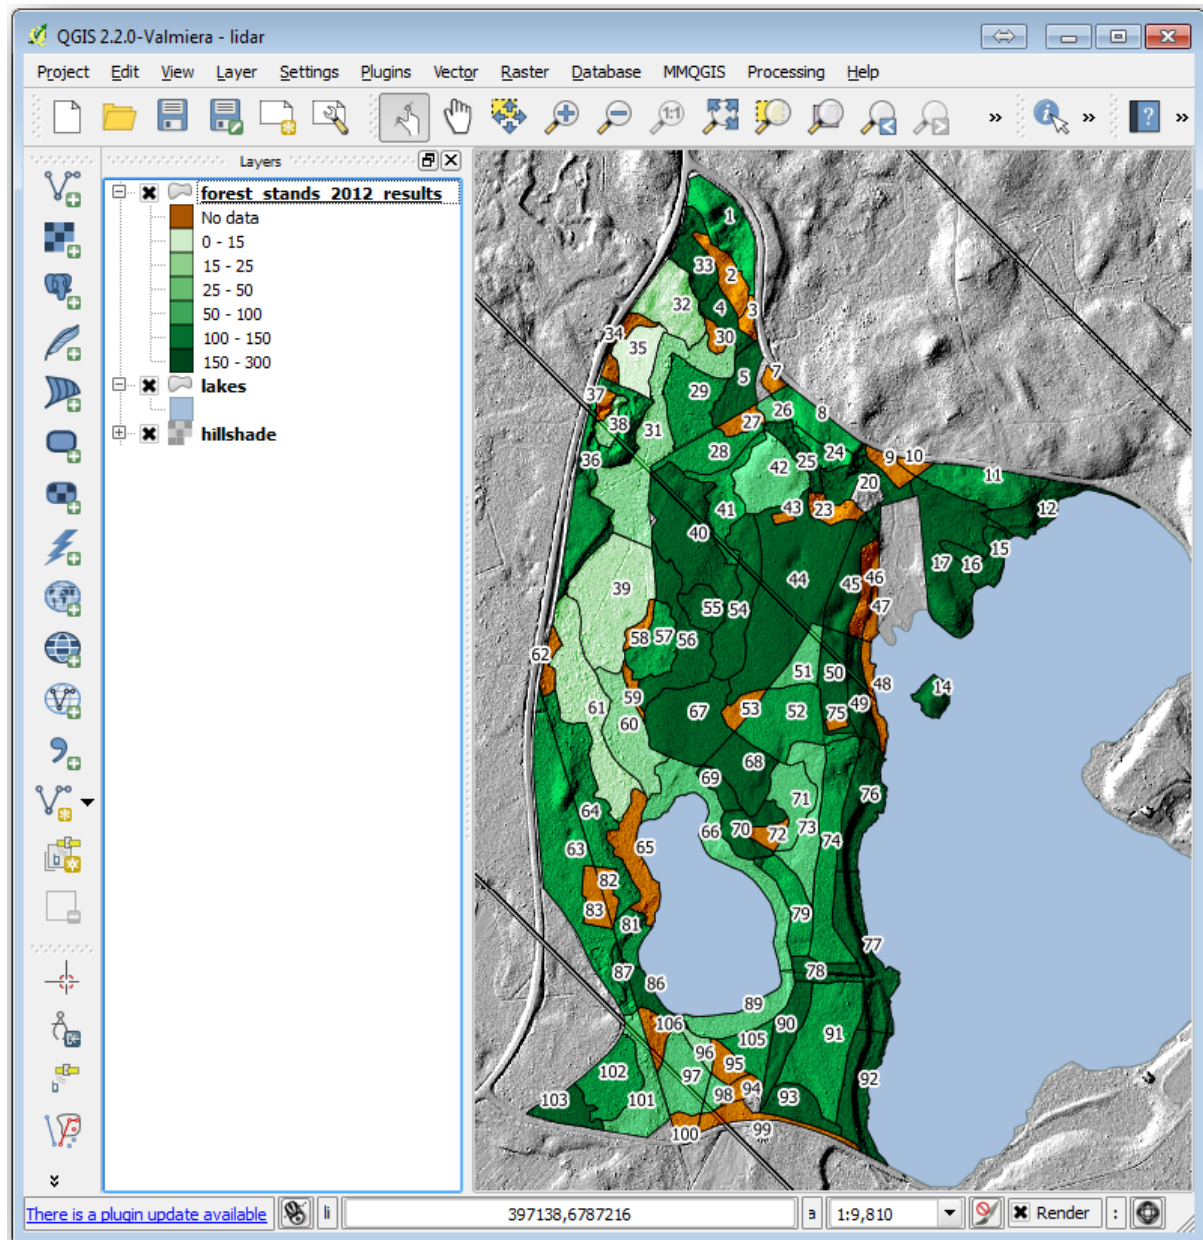 QGIS 2.2.0-Valmiera - lidar
Project Edit View Layer Settings Plugins Vector Raster Database MMQGIS Processing Help
1:1
» » ? »
Layers
forest_stands_2012_results
No data
0 - 15
15 - 25
25 - 50
50 - 100
100 - 150
150 - 300
lakes
hillshade
1
33 2
32 4 3
34 35 30
5 7
37 29 26 8
38 31 27
36 28 42 25 24 9 10
20 11
41 43 23 12
40
44 45 46 17 16 15
39 55 54 47
58 57 56
62 51 50 48 14
59 49
61 60 67 53 52 75
68
69 71 76
64 66 70 72 73 74
63 65
82
83 81 79
77
87 86 78
89
106 105 90 91
96 95
102 97 94 92
103 101 98 93
100 99
There is a plugin update available li 397138,6787216 a 1:9,810 Render :